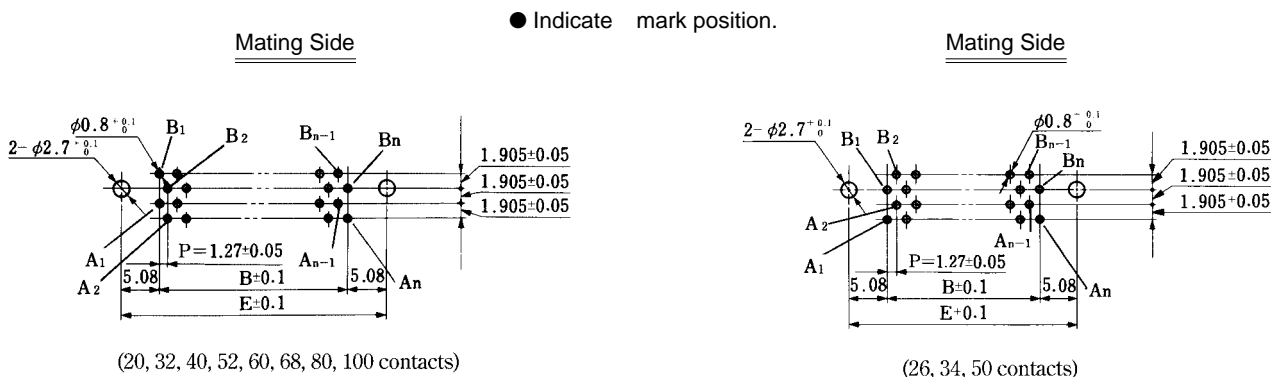 ● Indicate mark position.
Mating Side
φ0.8 +0.1 0
B1
B2
Bn-1
Bn
2-φ2.7 +0.1 0
1.905±0.05
1.905±0.05
1.905±0.05
A1
A2
P=1.27±0.05
An-1
An
5.08
B±0.1
5.08
E±0.1
(20, 32, 40, 52, 60, 68, 80, 100 contacts)
Mating Side
2-φ2.7 +0.1 0
B1
B2
φ0.8 +0.1 0
Bn-1
Bn
1.905±0.05
1.905±0.05
1.905+0.05
A2
A1
An-1
P=1.27±0.05
An
5.08
B±0.1
5.08
E+0.1
(26, 34, 50 contacts)